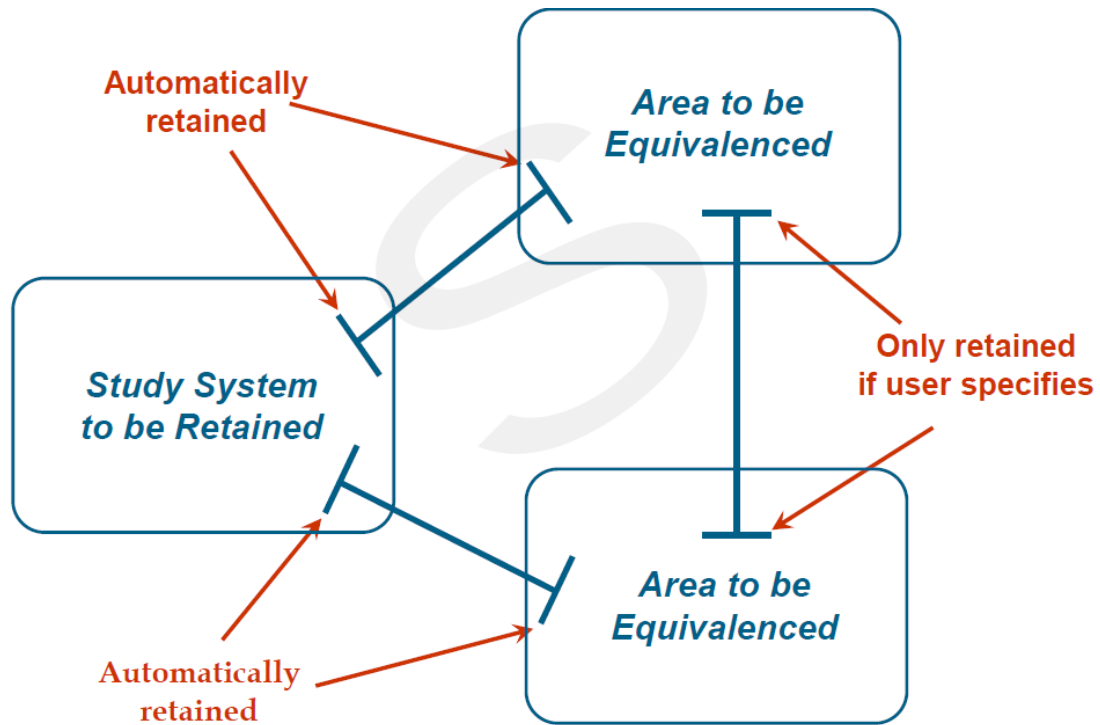 Automatically
retained
Area to be
Equivalenced
Study System
to be Retained
Only retained
if user specifies
Area to be
Equivalenced
Automatically
retained